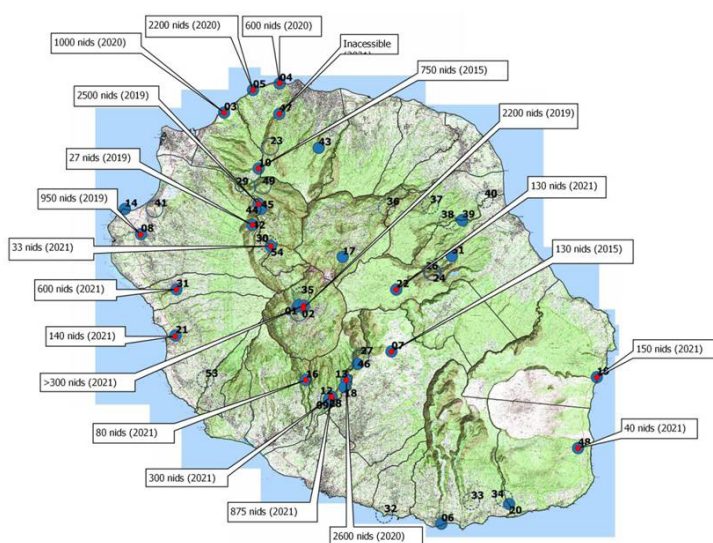 2200 nids (2020)
600 nids (2020)
1000 nids (2020)
Inacessible
750 nids (2015)
2500 nids (2019)
2200 nids (2019)
27 nids (2019)
130 nids (2021)
950 nids (2019)
130 nids (2015)
33 nids (2021)
600 nids (2021)
140 nids (2021)
150 nids (2021)
>300 nids (2021)
80 nids (2021)
40 nids (2021)
300 nids (2021)
875 nids (2021)
2600 nids (2020)
04
05
03
47
23
43
10
29
49
36
37
40
45
44
14
41
38
39
08
30
54
17
31
22
24
21
35
01
02
07
27
46
53
16
13
12
18
48
33
34
20
32
06